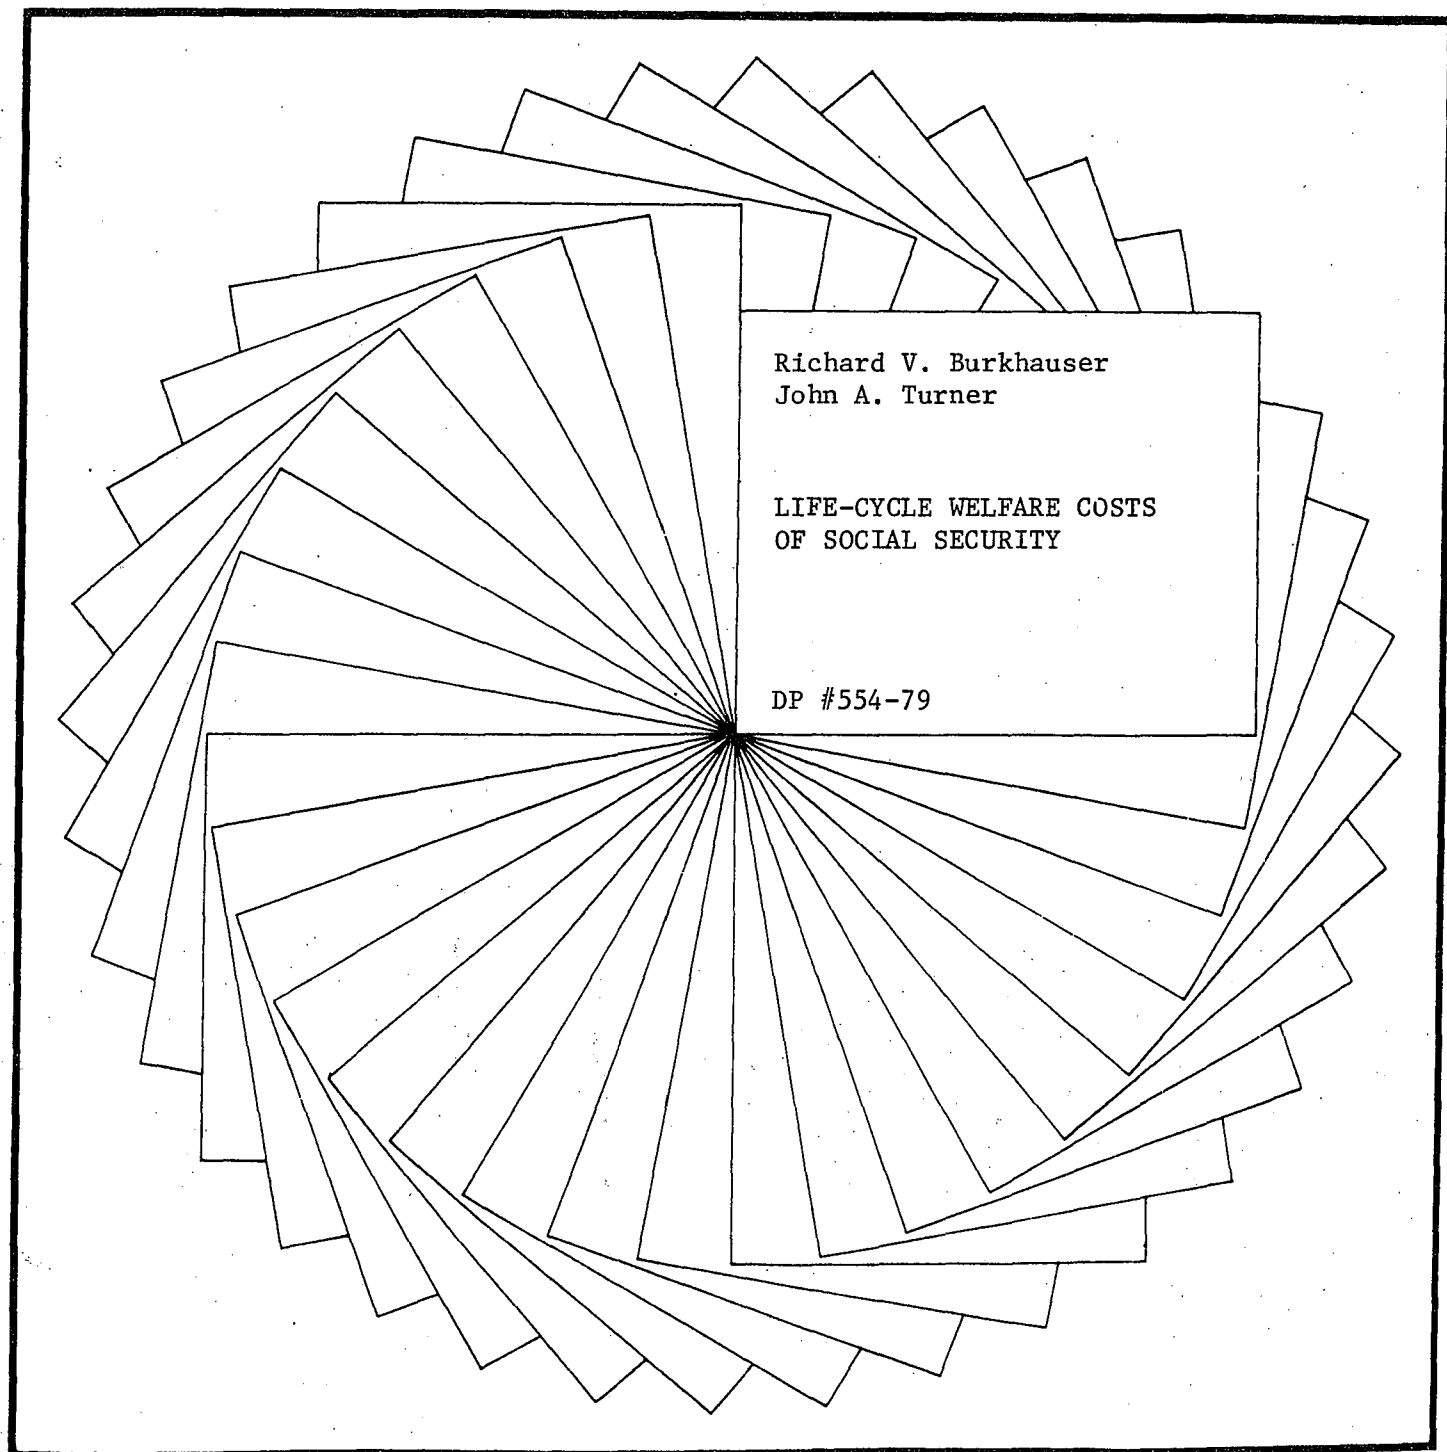 Richard V. Burkhauser
John A. Turner
LIFE-CYCLE WELFARE COSTS
OF SOCIAL SECURITY
DP #554-79